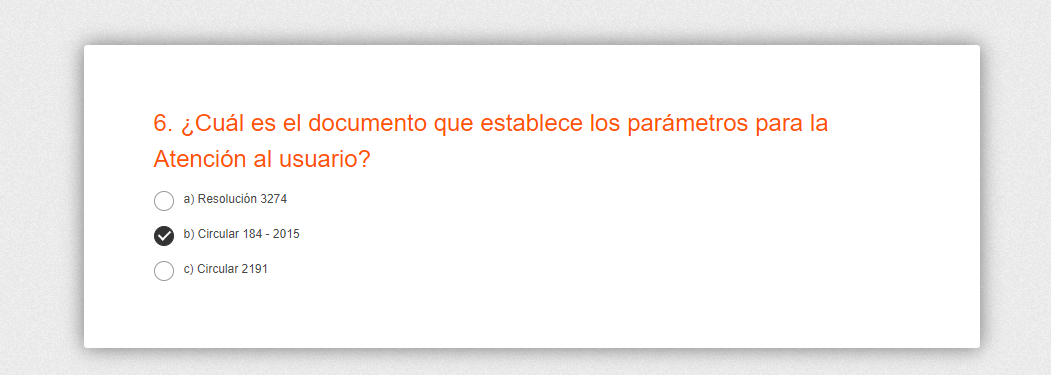 6. ¿Cuál es el documento que establece los parámetros para la
Atención al usuario?
a) Resolución 3274
b) Circular 184 - 2015
c) Circular 2191